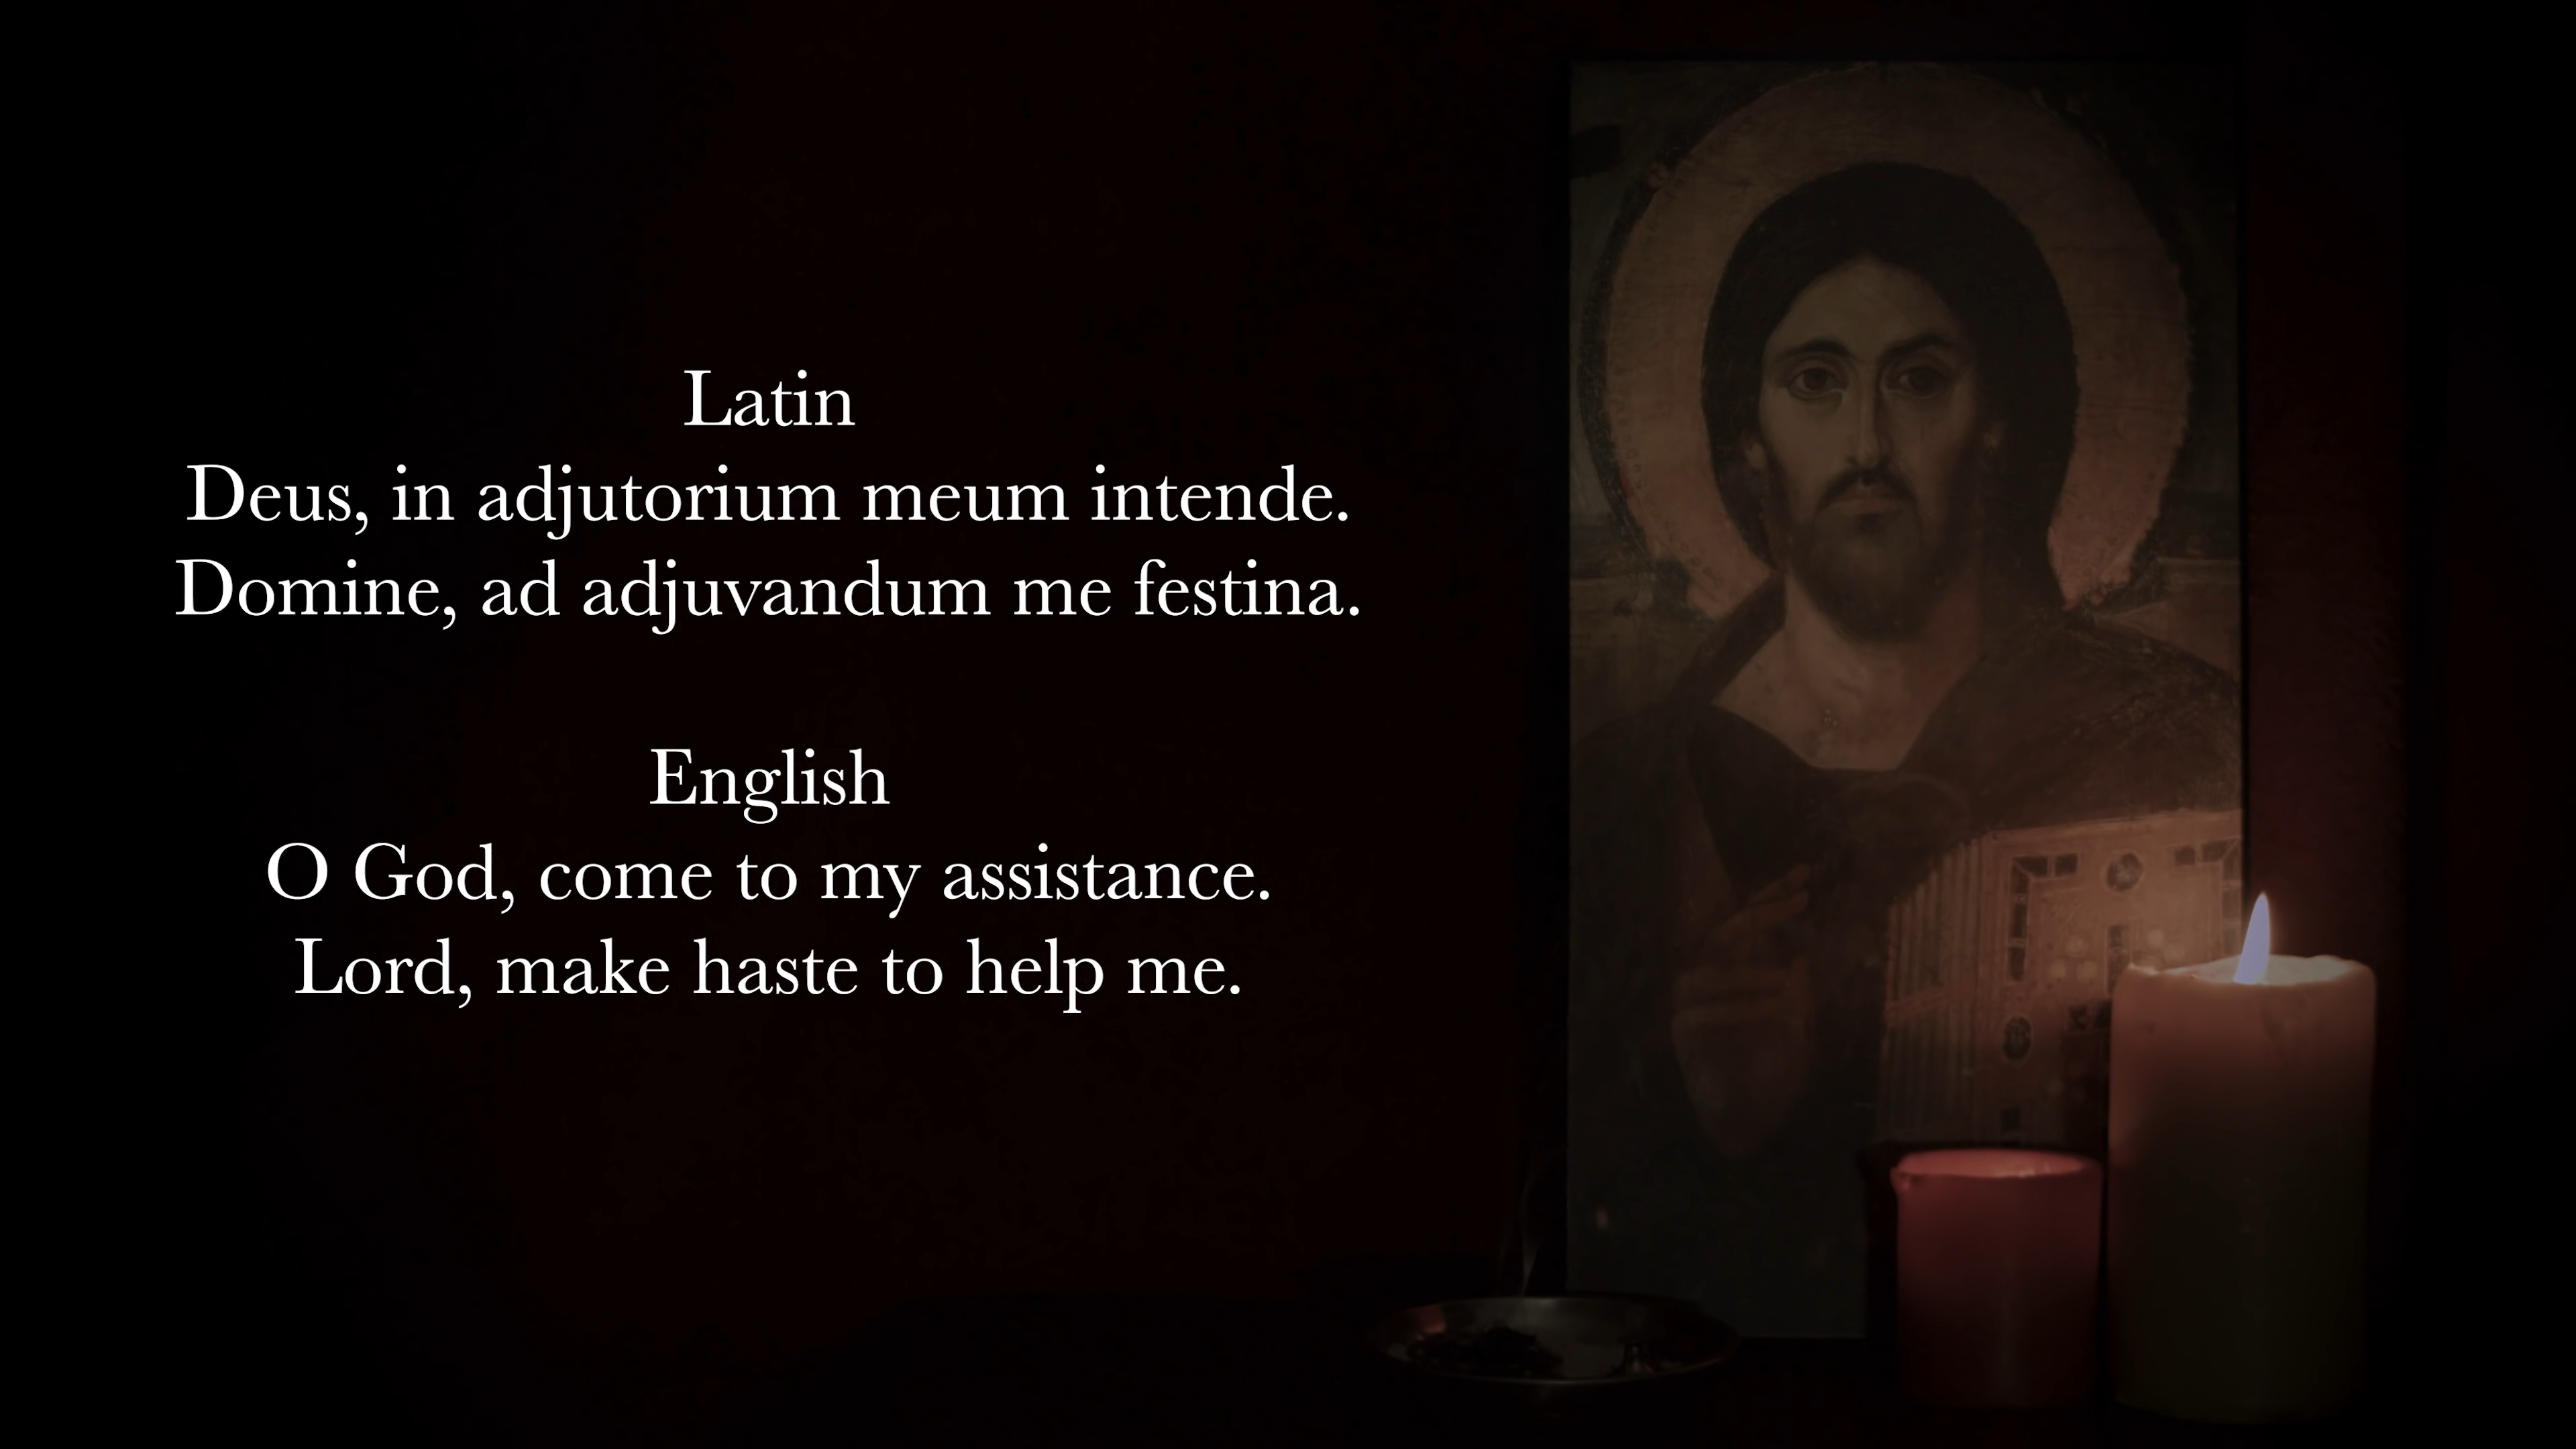 Latin
Deus, in adjutorium meum intende.
Domine, ad adjuvandum me festina.
English
O God, come to my assistance.
Lord, make haste to help me.